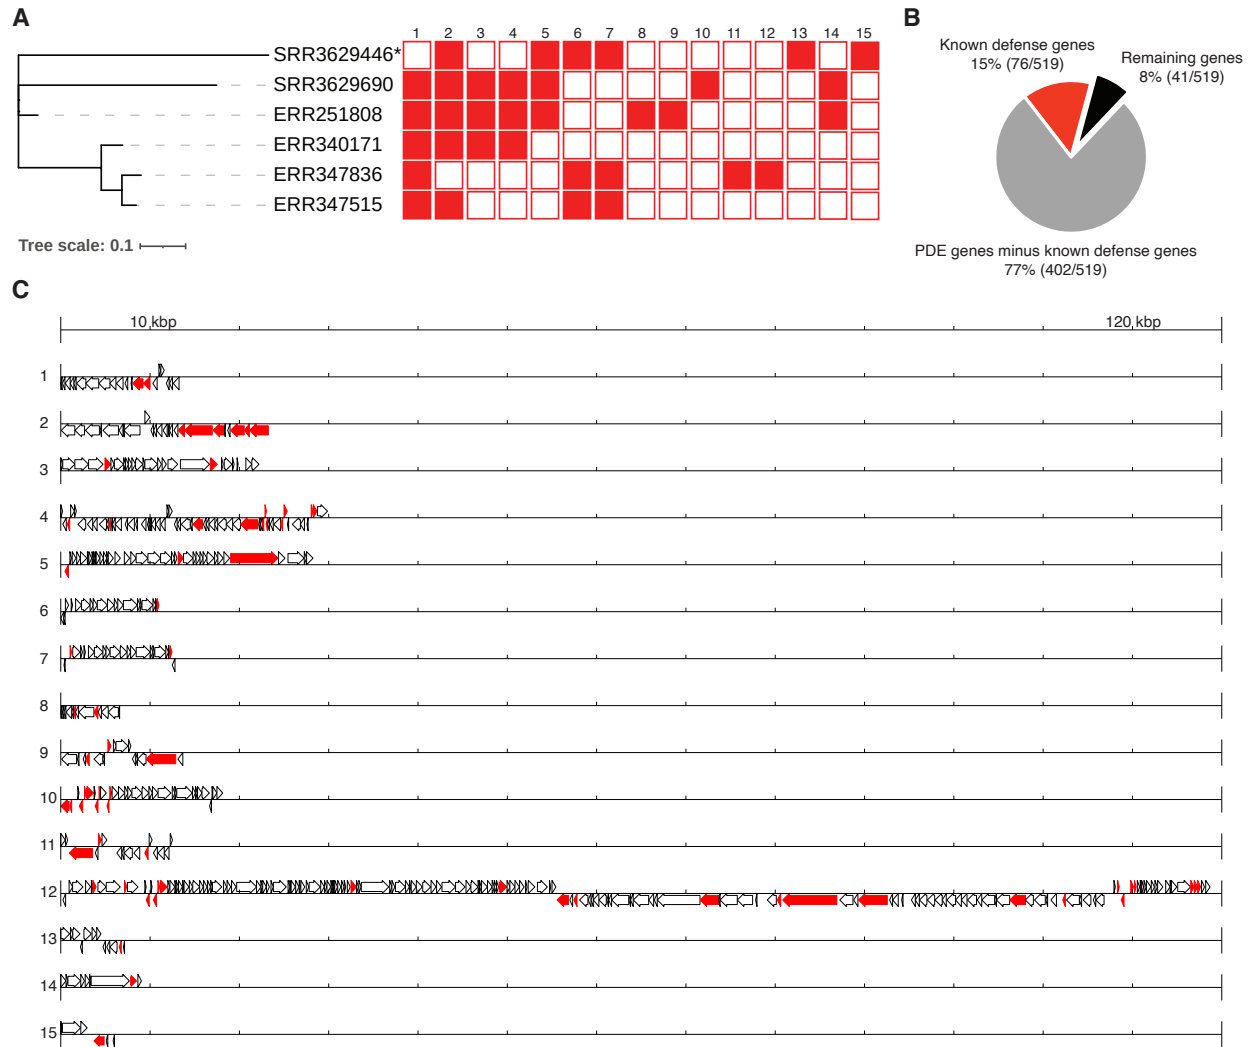 A
1 2 3 4 5 6 7 8 9 10 11 12 13 14 15
SRR3629446*
SRR3629690
ERR251808
ERR340171
ERR347836
ERR347515
Tree scale: 0.1
B
Known defense genes
15% (76/519)
Remaining genes
8% (41/519)
PDE genes minus known defense genes
77% (402/519)
C
10 kbp
120 kbp
1
2
3
4
5
6
7
8
9
10
11
12
13
14
15